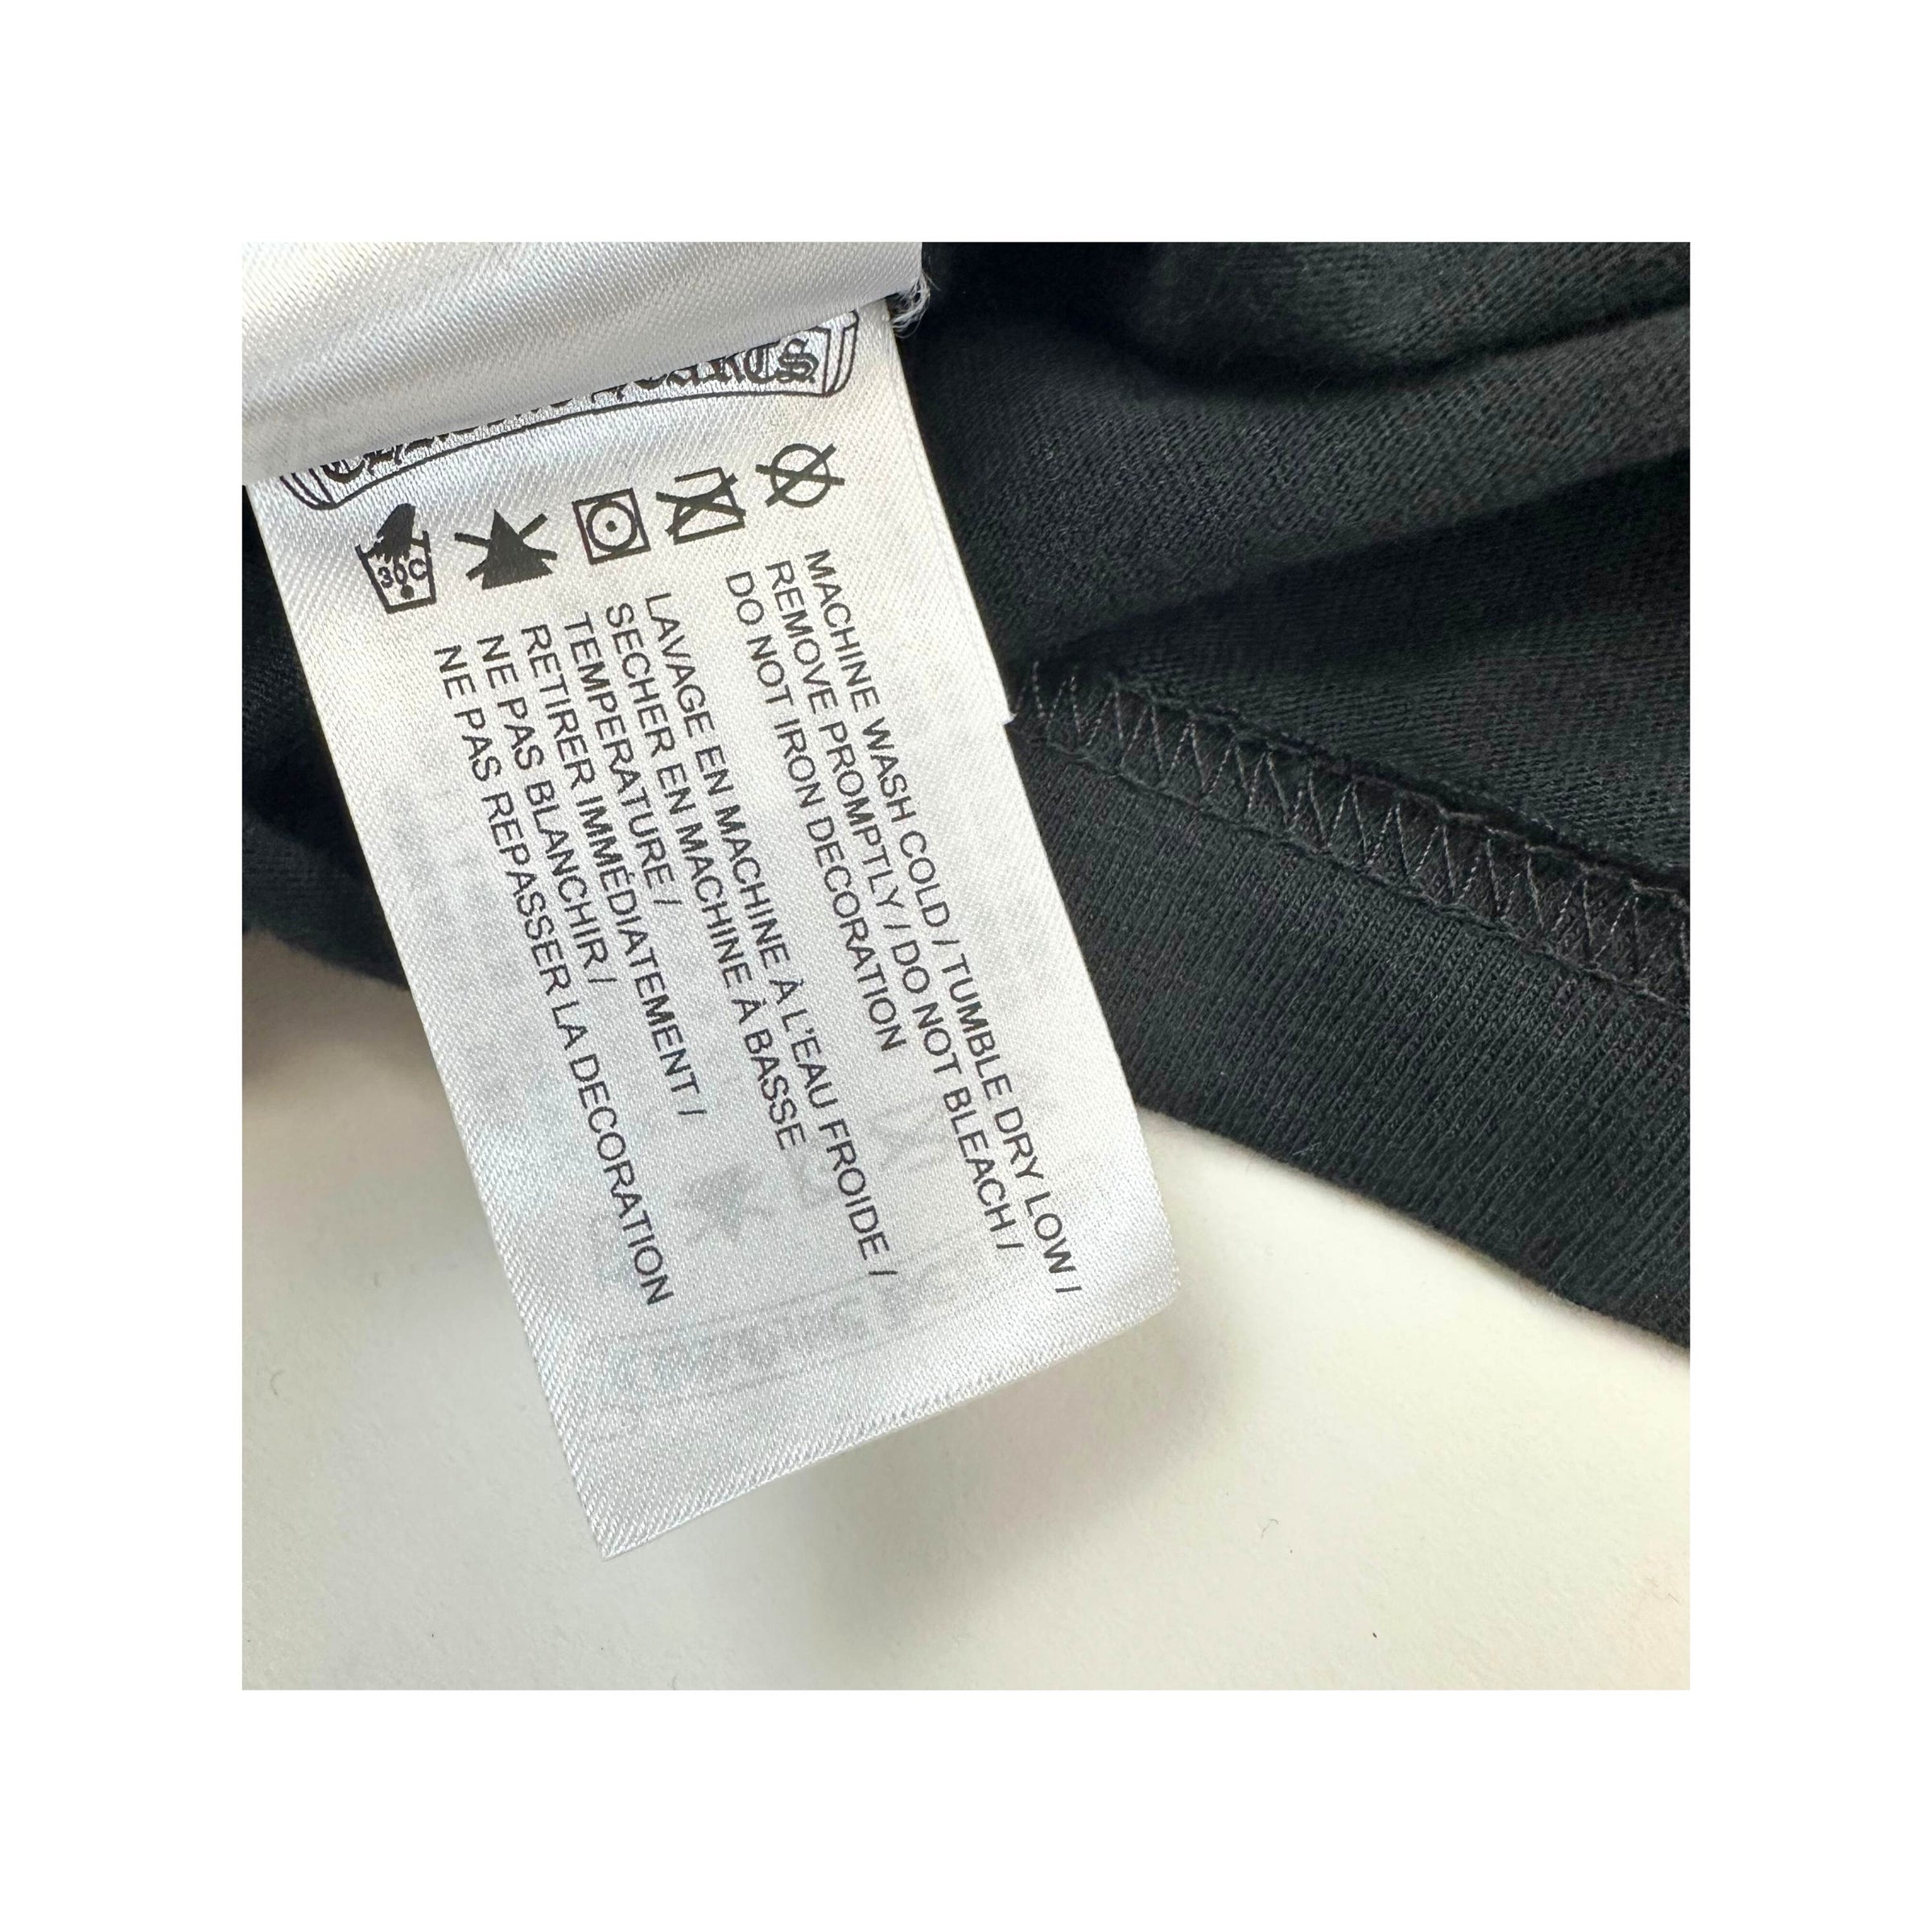 30C
MACHINE WASH COLD / TUMBLE DRY LOW /
REMOVE PROMPTLY / DO NOT BLEACH /
DO NOT IRON DECORATION
LAVAGE EN MACHINE À L'EAU FROIDE /
SECHER EN MACHINE À BASSE
TEMPERATURE /
RETIRER IMMÉDIATEMENT /
NE PAS BLANCHIR /
NE PAS REPASSER LA DECORATION